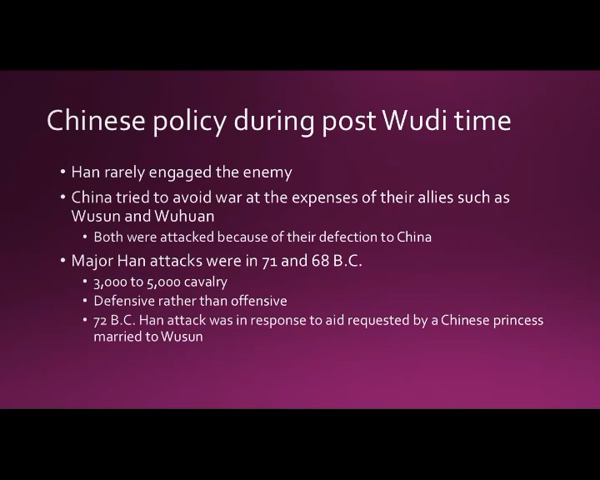 Chinese policy during post Wudi time
• Han rarely engaged the enemy
• China tried to avoid war at the expenses of their allies such as
Wusun and Wuhuan
• Both were attacked because of their defection to China
• Major Han attacks were in 71 and 68 B.C.
• 3,000 to 5,000 cavalry
• Defensive rather than offensive
• 72 B.C. Han attack was in response to aid requested by a Chinese princess
married to Wusun